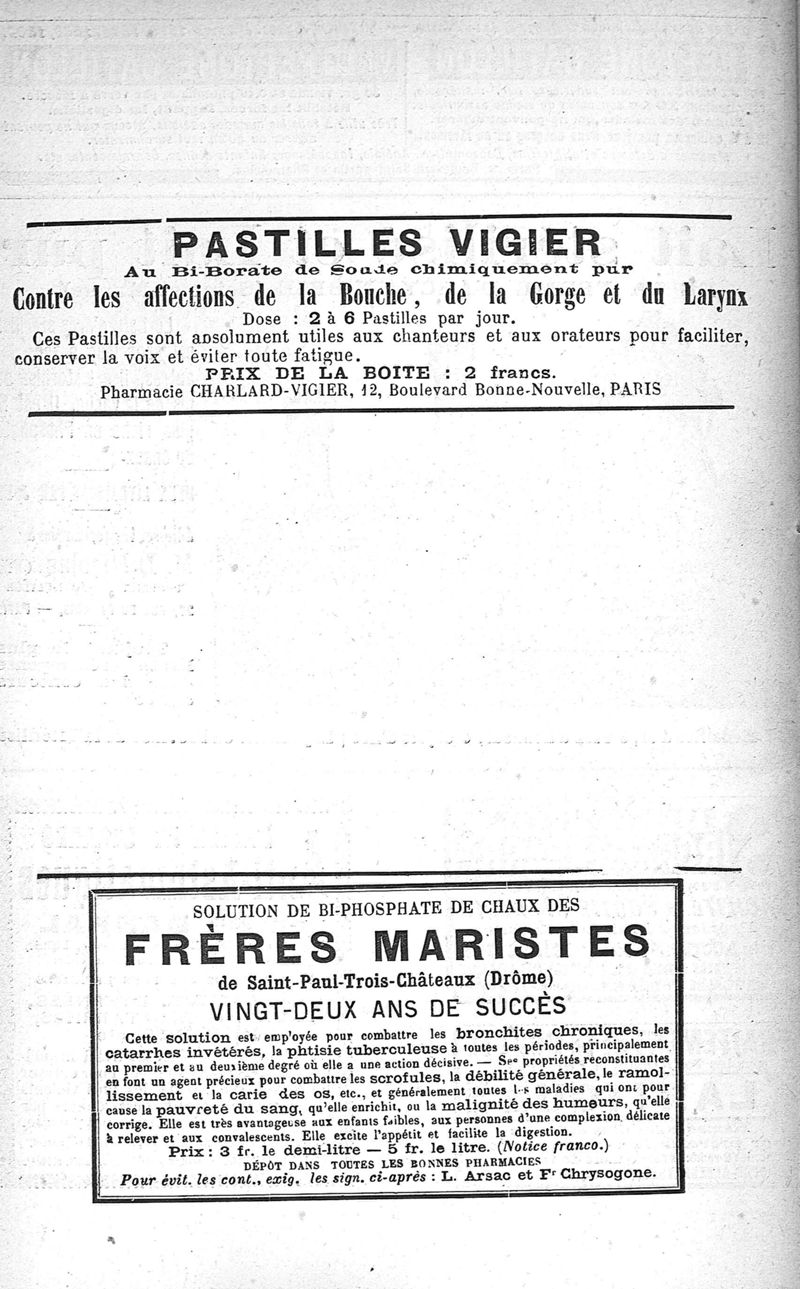 PASTILLES VIGIER
Au Bi-Borate de Soude chimiquement pur
Contre les affections de la Bouche, de la Gorge et du Larynx
Dose : 2 à 6 Pastilles par jour.
Ces Pastilles sont absolument utiles aux chanteurs et aux orateurs pour faciliter,
conserver la voix et éviter toute fatigue.
PRIX DE LA BOITE : 2 francs.
Pharmacie CHARLARD-VIGIER, 12, Boulevard Bonne-Nouvelle, PARIS
SOLUTION DE BI-PHOSPHATE DE CHAUX DES
FRÈRES MARISTES
de Saint-Paul-Trois-Châteaux (Drôme)
VINGT-DEUX ANS DE SUCCÈS
Cette solution est emp'oyée pour combattre les bronchites chroniques, les
catarrhes invétérés, la phtisie tuberculeuse à toutes les périodes, principalement
au premier et au deuxième degré où elle a une action décisive. — Ses propriétés reconstituantes
en font un agent précieux pour combattre les scrofules, la débilité générale, le ramol-
lissement et la carie des os, etc., et généralement toutes les maladies qui ont pour
cause la pauvreté du sang, qu'elle enrichit, ou la malignité des humeurs, qu'elle
corrige. Elle est très avantageuse aux enfants faibles, aux personnes d'une complexion délicate
à relever et aux convalescents. Elle excite l'appétit et facilite la digestion.
Prix : 3 fr. le demi-litre — 5 fr. le litre. (Notice franco.)
DÉPÔT DANS TOUTES LES BONNES PHARMACIES
Pour évit. les cont., exig. les sign. ci-après : L. Arsac et Fr Chrysogone.